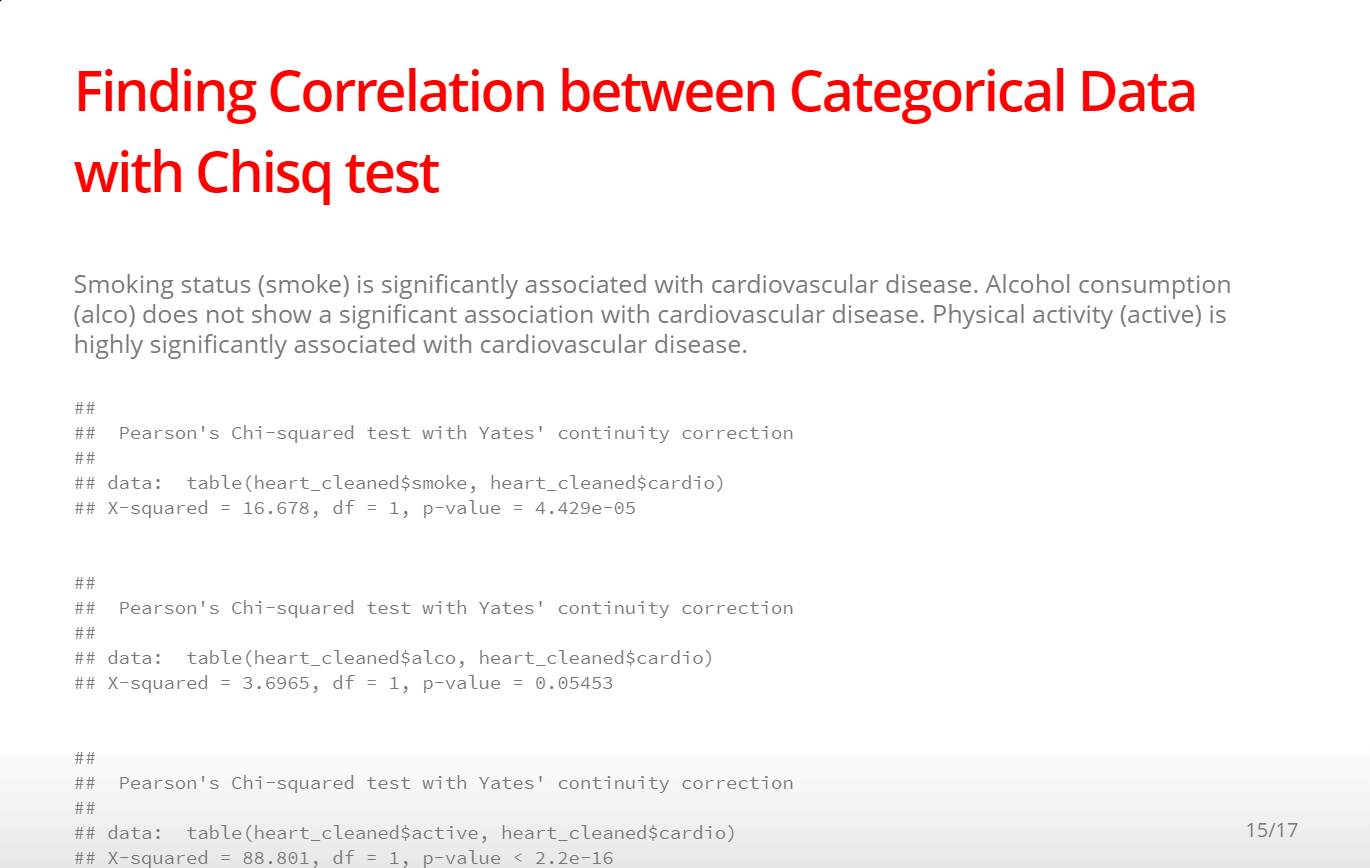 Finding Correlation between Categorical Data
with Chisq test
Smoking status (smoke) is significantly associated with cardiovascular disease. Alcohol consumption
(alco) does not show a significant association with cardiovascular disease. Physical activity (active) is
highly significantly associated with cardiovascular disease.
##
##  Pearson's Chi-squared test with Yates' continuity correction
##
## data:  table(heart_cleaned$smoke, heart_cleaned$cardio)
## X-squared = 16.678, df = 1, p-value = 4.429e-05
##
##  Pearson's Chi-squared test with Yates' continuity correction
##
## data:  table(heart_cleaned$alco, heart_cleaned$cardio)
## X-squared = 3.6965, df = 1, p-value = 0.05453
##
##  Pearson's Chi-squared test with Yates' continuity correction
##
## data:  table(heart_cleaned$active, heart_cleaned$cardio)
## X-squared = 88.801, df = 1, p-value < 2.2e-16
15/17